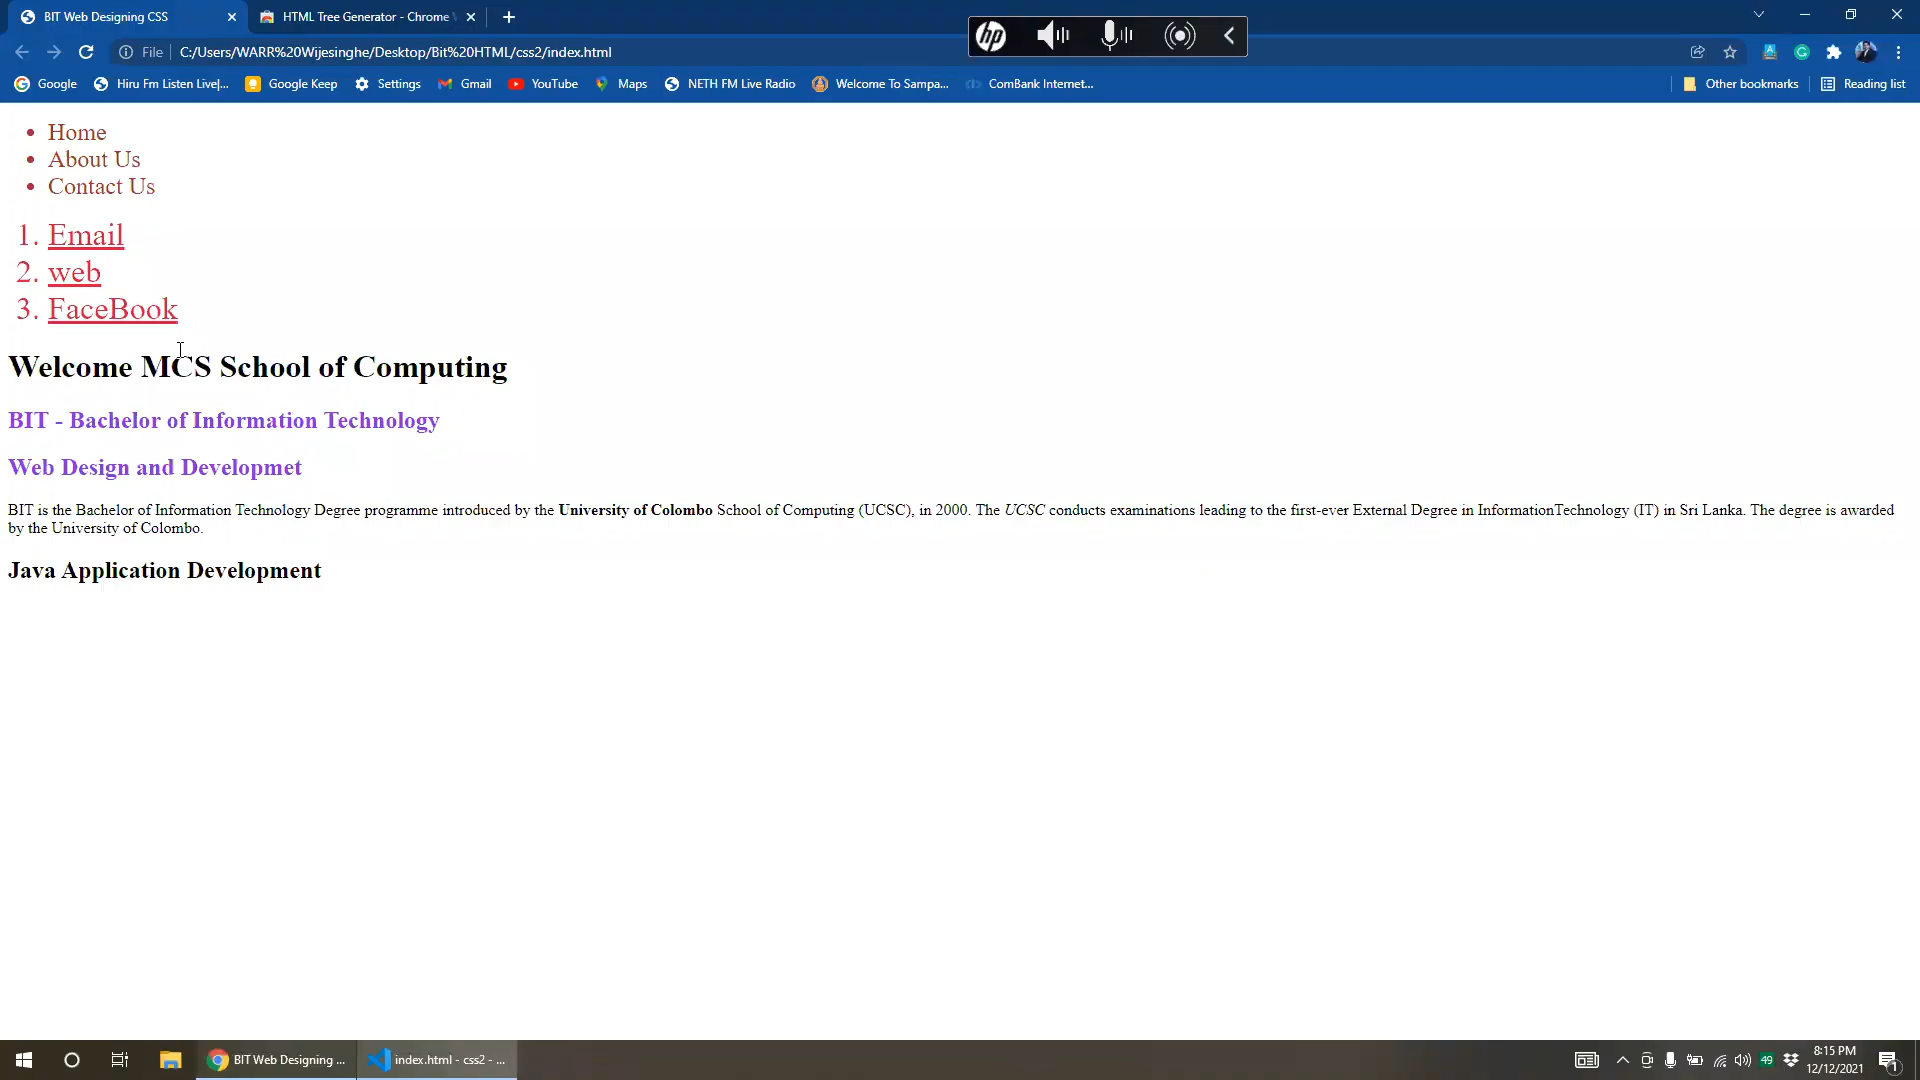 BIT Web Designing CSS
HTML Tree Generator - Chrome
File
C:/Users/WARR%20Wijesinghe/Desktop/Bit%20HTML/css2/index.html
hp
Google
Hiru Fm Listen Live|...
Google Keep
Settings
Gmail
YouTube
Maps
NETH FM Live Radio
Welcome To Sampa...
ComBank Internet...
Other bookmarks
Reading list
• Home
• About Us
• Contact Us
1. Email
2. web
3. FaceBook
Welcome MCS School of Computing
BIT - Bachelor of Information Technology
Web Design and Developmet
BIT is the Bachelor of Information Technology Degree programme introduced by the University of Colombo School of Computing (UCSC), in 2000. The UCSC conducts examinations leading to the first-ever External Degree in InformationTechnology (IT) in Sri Lanka. The degree is awarded
by the University of Colombo.
Java Application Development
BIT Web Designing ...
index.html - css2 - ...
49
8:15 PM
12/12/2021
1